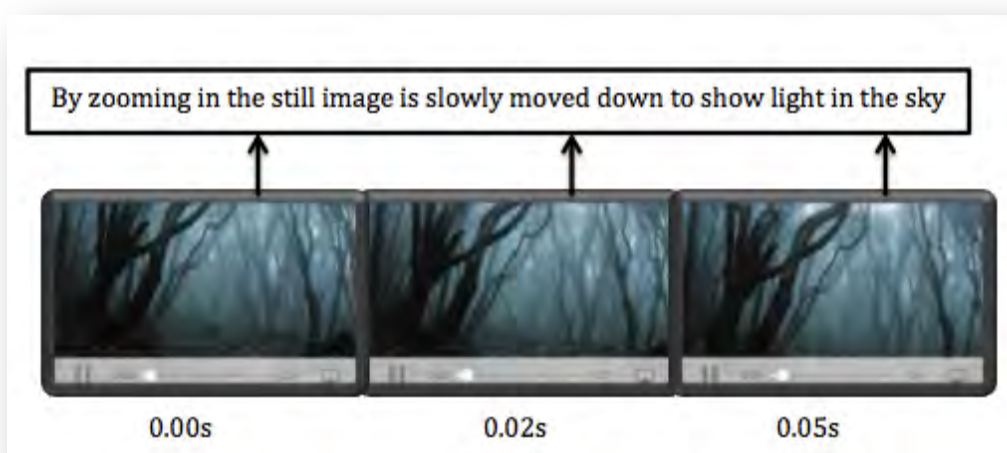 By zooming in the still image is slowly moved down to show light in the sky
0.00s 0.02s 0.05s